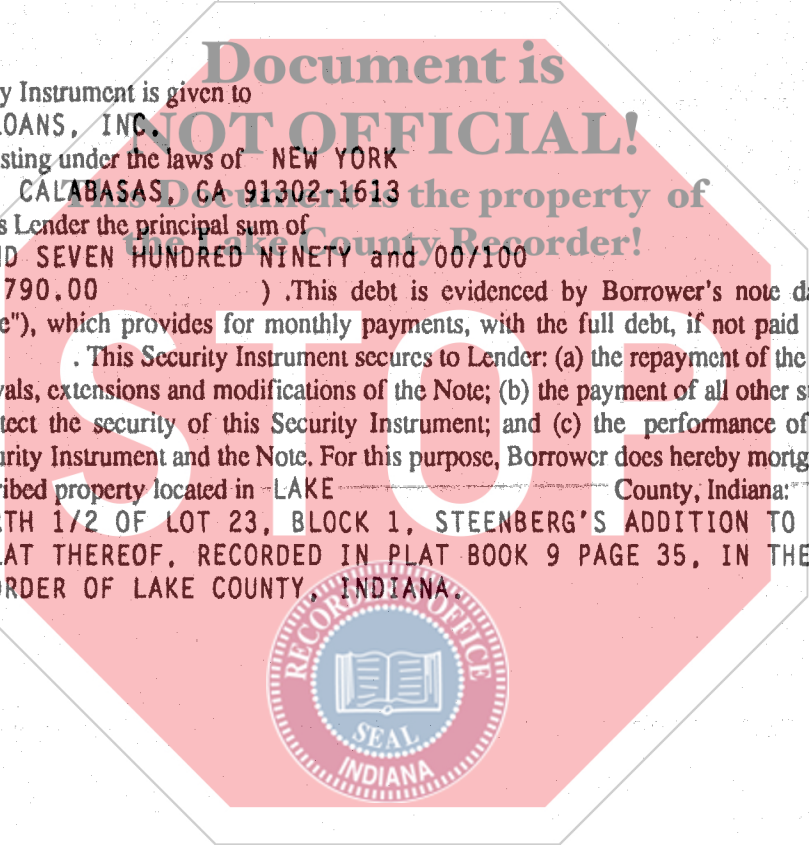 Document is
y Instrument is given to
NOT OFFICIAL!
OANS, INC.
sting under the laws of NEW YORK
This Document is the property of
CALABASAS, CA 91302-1613
s Lender the principal sum of
the Lake County Recorder!
D SEVEN HUNDRED NINETY and 00/100
790.00 ) .This debt is evidenced by Borrower's note da
e"), which provides for monthly payments, with the full debt, if not paid
. This Security Instrument secures to Lender: (a) the repayment of the
vals, extensions and modifications of the Note; (b) the payment of all other s
tect the security of this Security Instrument; and (c) the performance of
STOP
urity Instrument and the Note. For this purpose, Borrower does hereby mortg
ribed property located in LAKE County, Indiana:
RTH 1/2 OF LOT 23, BLOCK 1, STEENBERG'S ADDITION TO
LAT THEREOF, RECORDED IN PLAT BOOK 9 PAGE 35, IN THE
ORDER OF LAKE COUNTY, INDIANA.
RECORDER'S OFFICE
SEAL
INDIANA